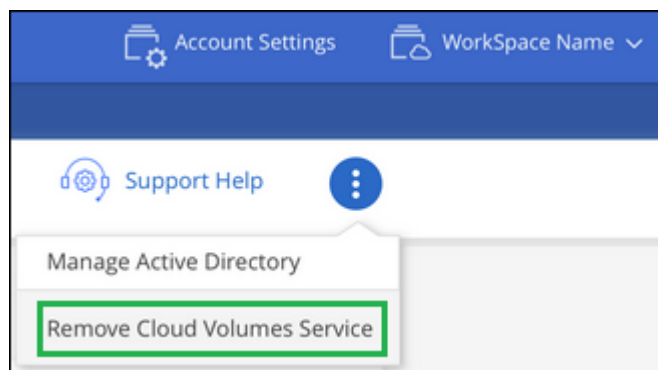 Account Settings
WorkSpace Name
Support Help
Manage Active Directory
Remove Cloud Volumes Service